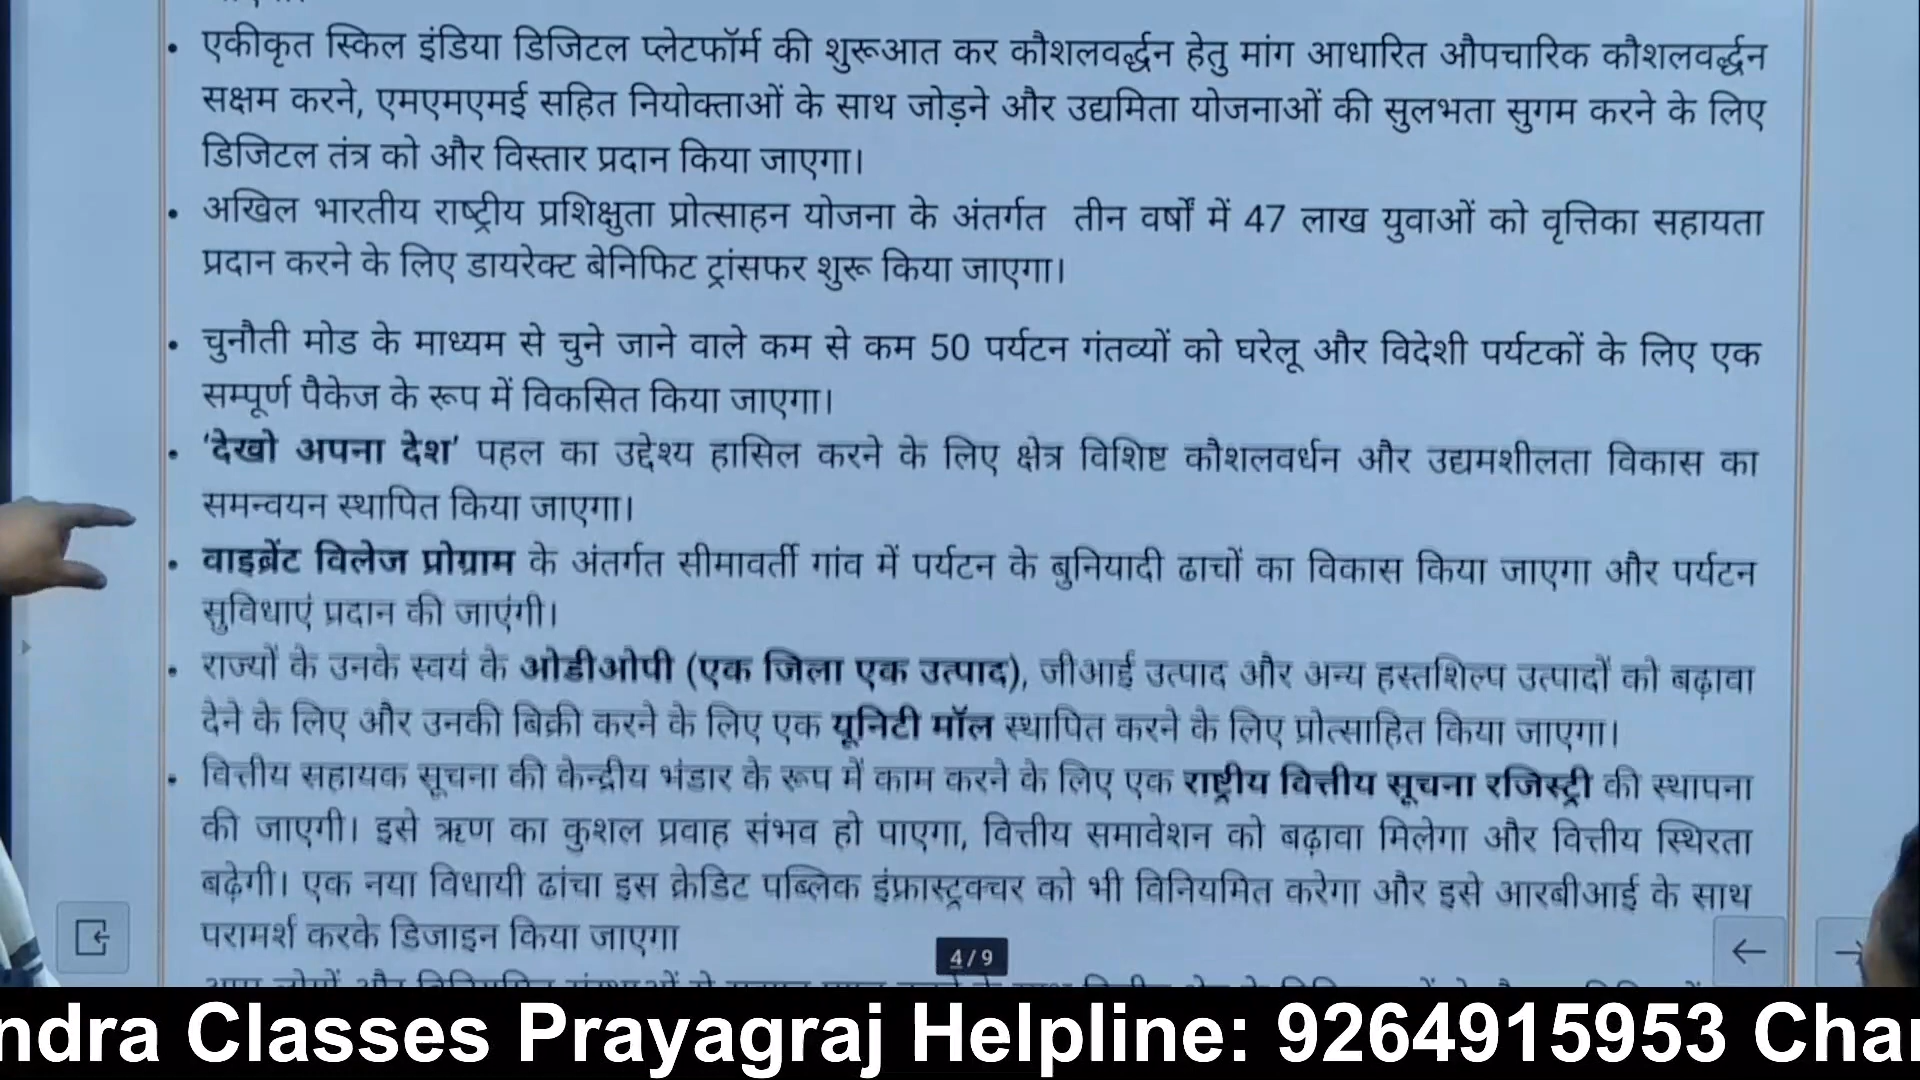 एकीकृत स्किल इंडिया डिजिटल प्लेटफॉर्म की शुरूआत कर कौशलवर्द्धन हेतु मांग आधारित औपचारिक कौशलवर्द्धन
सक्षम करने, एमएमएमई सहित नियोक्ताओं के साथ जोड़ने और उद्यमिता योजनाओं की सुलभता सुगम करने के लिए
डिजिटल तंत्र को और विस्तार प्रदान किया जाएगा।
अखिल भारतीय राष्ट्रीय प्रशिक्षुता प्रोत्साहन योजना के अंतर्गत तीन वर्षों में 47 लाख युवाओं को वृत्तिका सहायता
प्रदान करने के लिए डायरेक्ट बेनिफिट ट्रांसफर शुरू किया जाएगा।
चुनौती मोड के माध्यम से चुने जाने वाले कम से कम 50 पर्यटन गंतव्यों को घरेलू और विदेशी पर्यटकों के लिए एक
सम्पूर्ण पैकेज के रूप में विकसित किया जाएगा।
'देखो अपना देश' पहल का उद्देश्य हासिल करने के लिए क्षेत्र विशिष्ट कौशलवर्धन और उद्यमशीलता विकास का
समन्वयन स्थापित किया जाएगा।
वाइब्रेंट विलेज प्रोग्राम के अंतर्गत सीमावर्ती गांव में पर्यटन के बुनियादी ढाचों का विकास किया जाएगा और पर्यटन
सुविधाएं प्रदान की जाएंगी।
राज्यों के उनके स्वयं के ओडीओपी (एक जिला एक उत्पाद), जीआई उत्पाद और अन्य हस्तशिल्प उत्पादों को बढ़ावा
देने के लिए और उनकी बिक्री करने के लिए एक यूनिटी मॉल स्थापित करने के लिए प्रोत्साहित किया जाएगा।
वित्तीय सहायक सूचना की केन्द्रीय भंडार के रूप में काम करने के लिए एक राष्ट्रीय वित्तीय सूचना रजिस्ट्री की स्थापना
की जाएगी। इसे ऋण का कुशल प्रवाह संभव हो पाएगा, वित्तीय समावेशन को बढ़ावा मिलेगा और वित्तीय स्थिरता
बढ़ेगी। एक नया विधायी ढांचा इस क्रेडिट पब्लिक इंफ्रास्ट्रक्चर को भी विनियमित करेगा और इसे आरबीआई के साथ
परामर्श करके डिजाइन किया जाएगा
4/9
ndra Classes Prayagraj Helpline: 9264915953 Cha